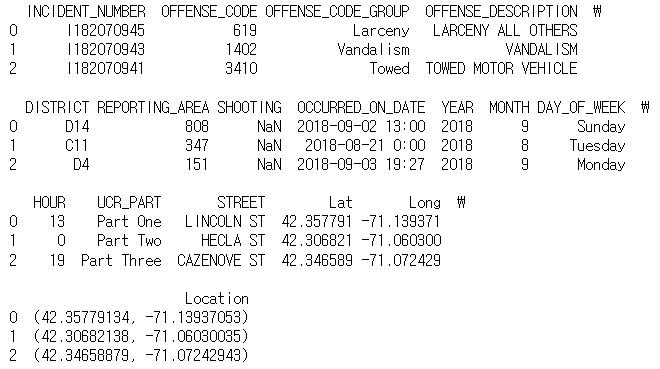 INCIDENT_NUMBER OFFENSE_CODE OFFENSE_CODE_GROUP OFFENSE_DESCRIPTION ₩
0 I182070945 619 Larceny LARCENY ALL OTHERS
1 I182070943 1402 Vandalism VANDALISM
2 I182070941 3410 Towed TOWED MOTOR VEHICLE
DISTRICT REPORTING_AREA SHOOTING OCCURRED_ON_DATE YEAR MONTH DAY_OF_WEEK ₩
0 D14 808 NaN 2018-09-02 13:00 2018 9 Sunday
1 C11 347 NaN 2018-08-21 0:00 2018 8 Tuesday
2 D4 151 NaN 2018-09-03 19:27 2018 9 Monday
HOUR UCR_PART STREET Lat Long ₩
0 13 Part One LINCOLN ST 42.357791 -71.139371
1 0 Part Two HECLA ST 42.306821 -71.060300
2 19 Part Three CAZENOVE ST 42.346589 -71.072429
Location
0 (42.35779134, -71.13937053)
1 (42.30682138, -71.06030035)
2 (42.34658879, -71.07242943)